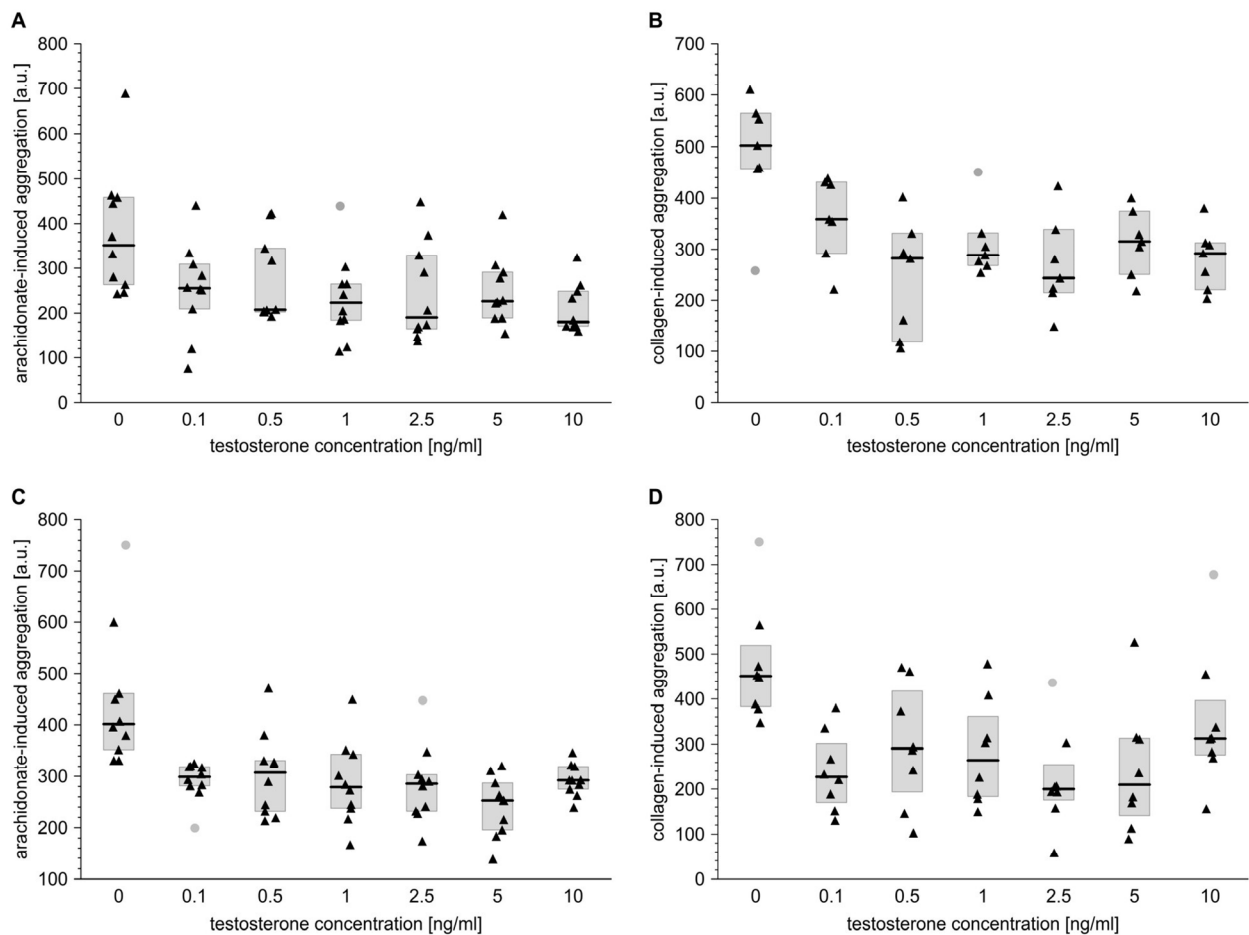 A
arachidonate-induced aggregation [a.u.]
800
700
600
500
400
300
200
100
0
0 0.1 0.5 1 2.5 5 10
testosterone concentration [ng/ml]
B
collagen-induced aggregation [a.u.]
700
600
500
400
300
200
100
0
0 0.1 0.5 1 2.5 5 10
testosterone concentration [ng/ml]
C
arachidonate-induced aggregation [a.u.]
800
700
600
500
400
300
200
100
0 0.1 0.5 1 2.5 5 10
testosterone concentration [ng/ml]
D
collagen-induced aggregation [a.u.]
800
700
600
500
400
300
200
100
0
0 0.1 0.5 1 2.5 5 10
testosterone concentration [ng/ml]